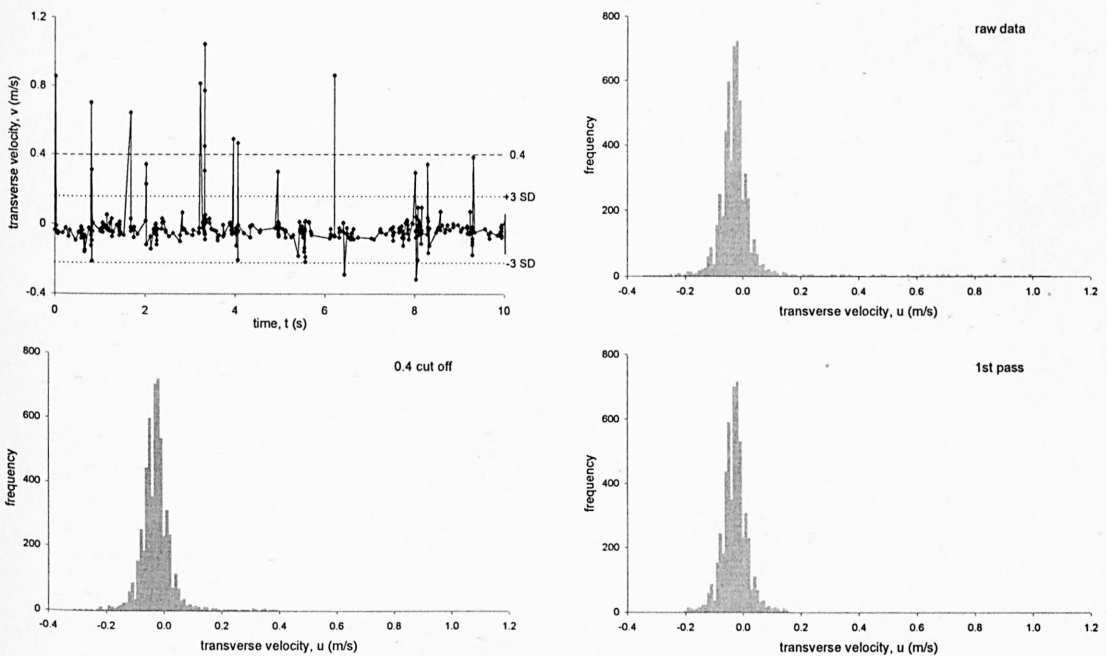 1.2
0.8
0.4
0
-0.4
transverse velocity, v (m/s)
0.4
+3 SD
-3 SD
0 2 4 6 8 10
time, t (s)
raw data
800
600
400
200
0
frequency
-0.4 -0.2 0.0 0.2 0.4 0.6 0.8 1.0 1.2
transverse velocity, u (m/s)
0.4 cut off
800
600
400
200
0
frequency
-0.4 -0.2 0.0 0.2 0.4 0.6 0.8 1.0 1.2
transverse velocity, u (m/s)
1st pass
800
600
400
200
0
frequency
-0.4 -0.2 0.0 0.2 0.4 0.6 0.8 1.0 1.2
transverse velocity, u (m/s)